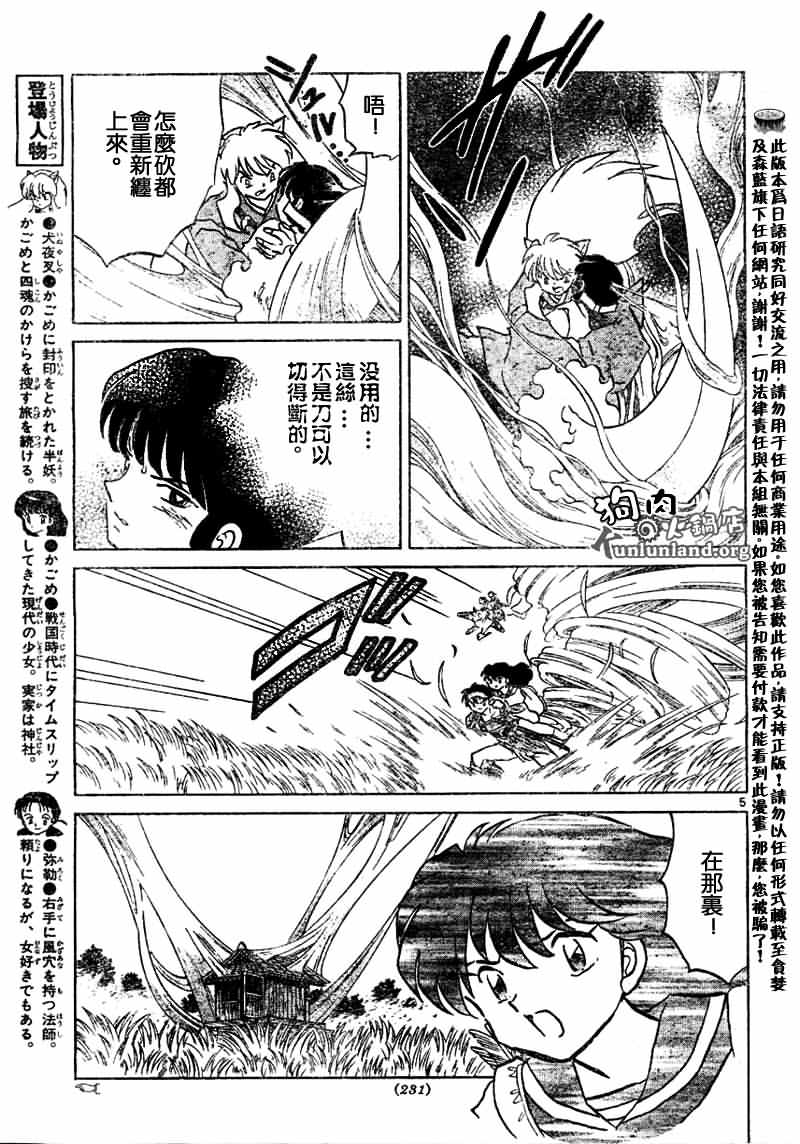 此版本爲日語研究同好交流之用,請勿用于任何商業用途.如您喜歡此作品,請支持正版!請勿以任何形式轉載至貪婪
及森藍旗下任何網站,謝謝!一切法律責任與本組無關.如果您被告知需要付款才能看到此漫畫,那麼,您被騙了!
唔!
怎麼砍都
會重新纏
上來。
没用的…
這絲…
不是刀可以
切得斷的。
狗肉
の火鍋店
Kunlunland.org
5
在那裏!
(231)
登場人物
とうじょうじんぶつ
●犬夜叉●かごめに封印をとかれた半妖。
かごめと四魂のかけらを捜す旅を続ける。
●かごめ●戦国時代にタイムスリップ
してきた現代の少女。実家は神社。
●弥勒●右手に風穴を持つ法師。
頼りになるが、女好きでもある。